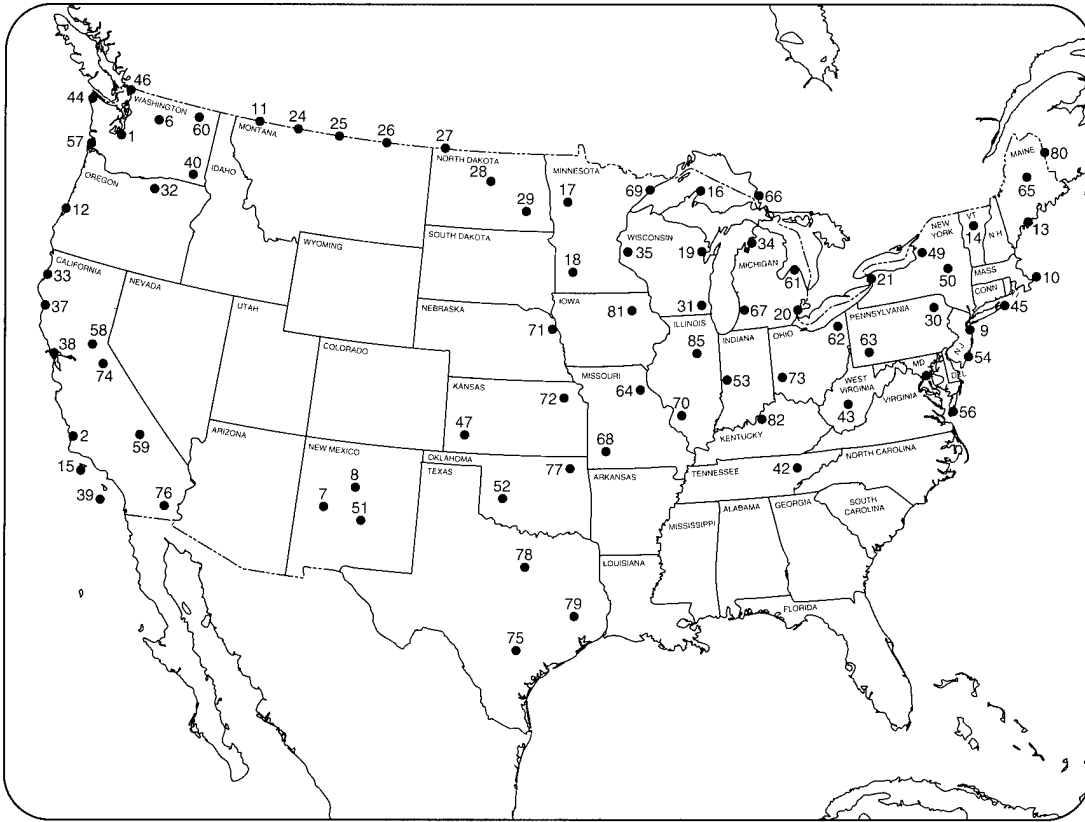 46
44
WASHINGTON
6
60
1
57
40
IDAHO
11
MONTANA
24
25
26
27
NORTH DAKOTA
28
29
MINNESOTA
17
69
16
66
MAINE
80
65
OREGON
32
12
13
VT
14
N.H
NEW
YORK
49
50
MASS
CONN
10
45
WYOMING
SOUTH DAKOTA
18
WISCONSIN
35
19
34
MICHIGAN
61
21
33
CALIFORNIA
NEVADA
37
UTAH
NEBRASKA
71
IOWA
81
31
67
20
PENNSYLVANIA
30
62
63
9
N.J
54
ILLINOIS
85
INDIANA
OHIO
58
38
74
COLORADO
KANSAS
72
47
MISSOURI
64
70
53
73
MD
DEL
WEST
VIRGINIA
43
VIRGINIA
56
82
KENTUCKY
2
59
ARIZONA
NEW MEXICO
OKLAHOMA
TEXAS
68
77
ARKANSAS
TENNESSEE
42
NORTH CAROLINA
15
39
76
8
7
51
52
MISSISSIPPI
ALABAMA
GEORGIA
SOUTH
CAROLINA
78
LOUISIANA
79
75
FLORIDA